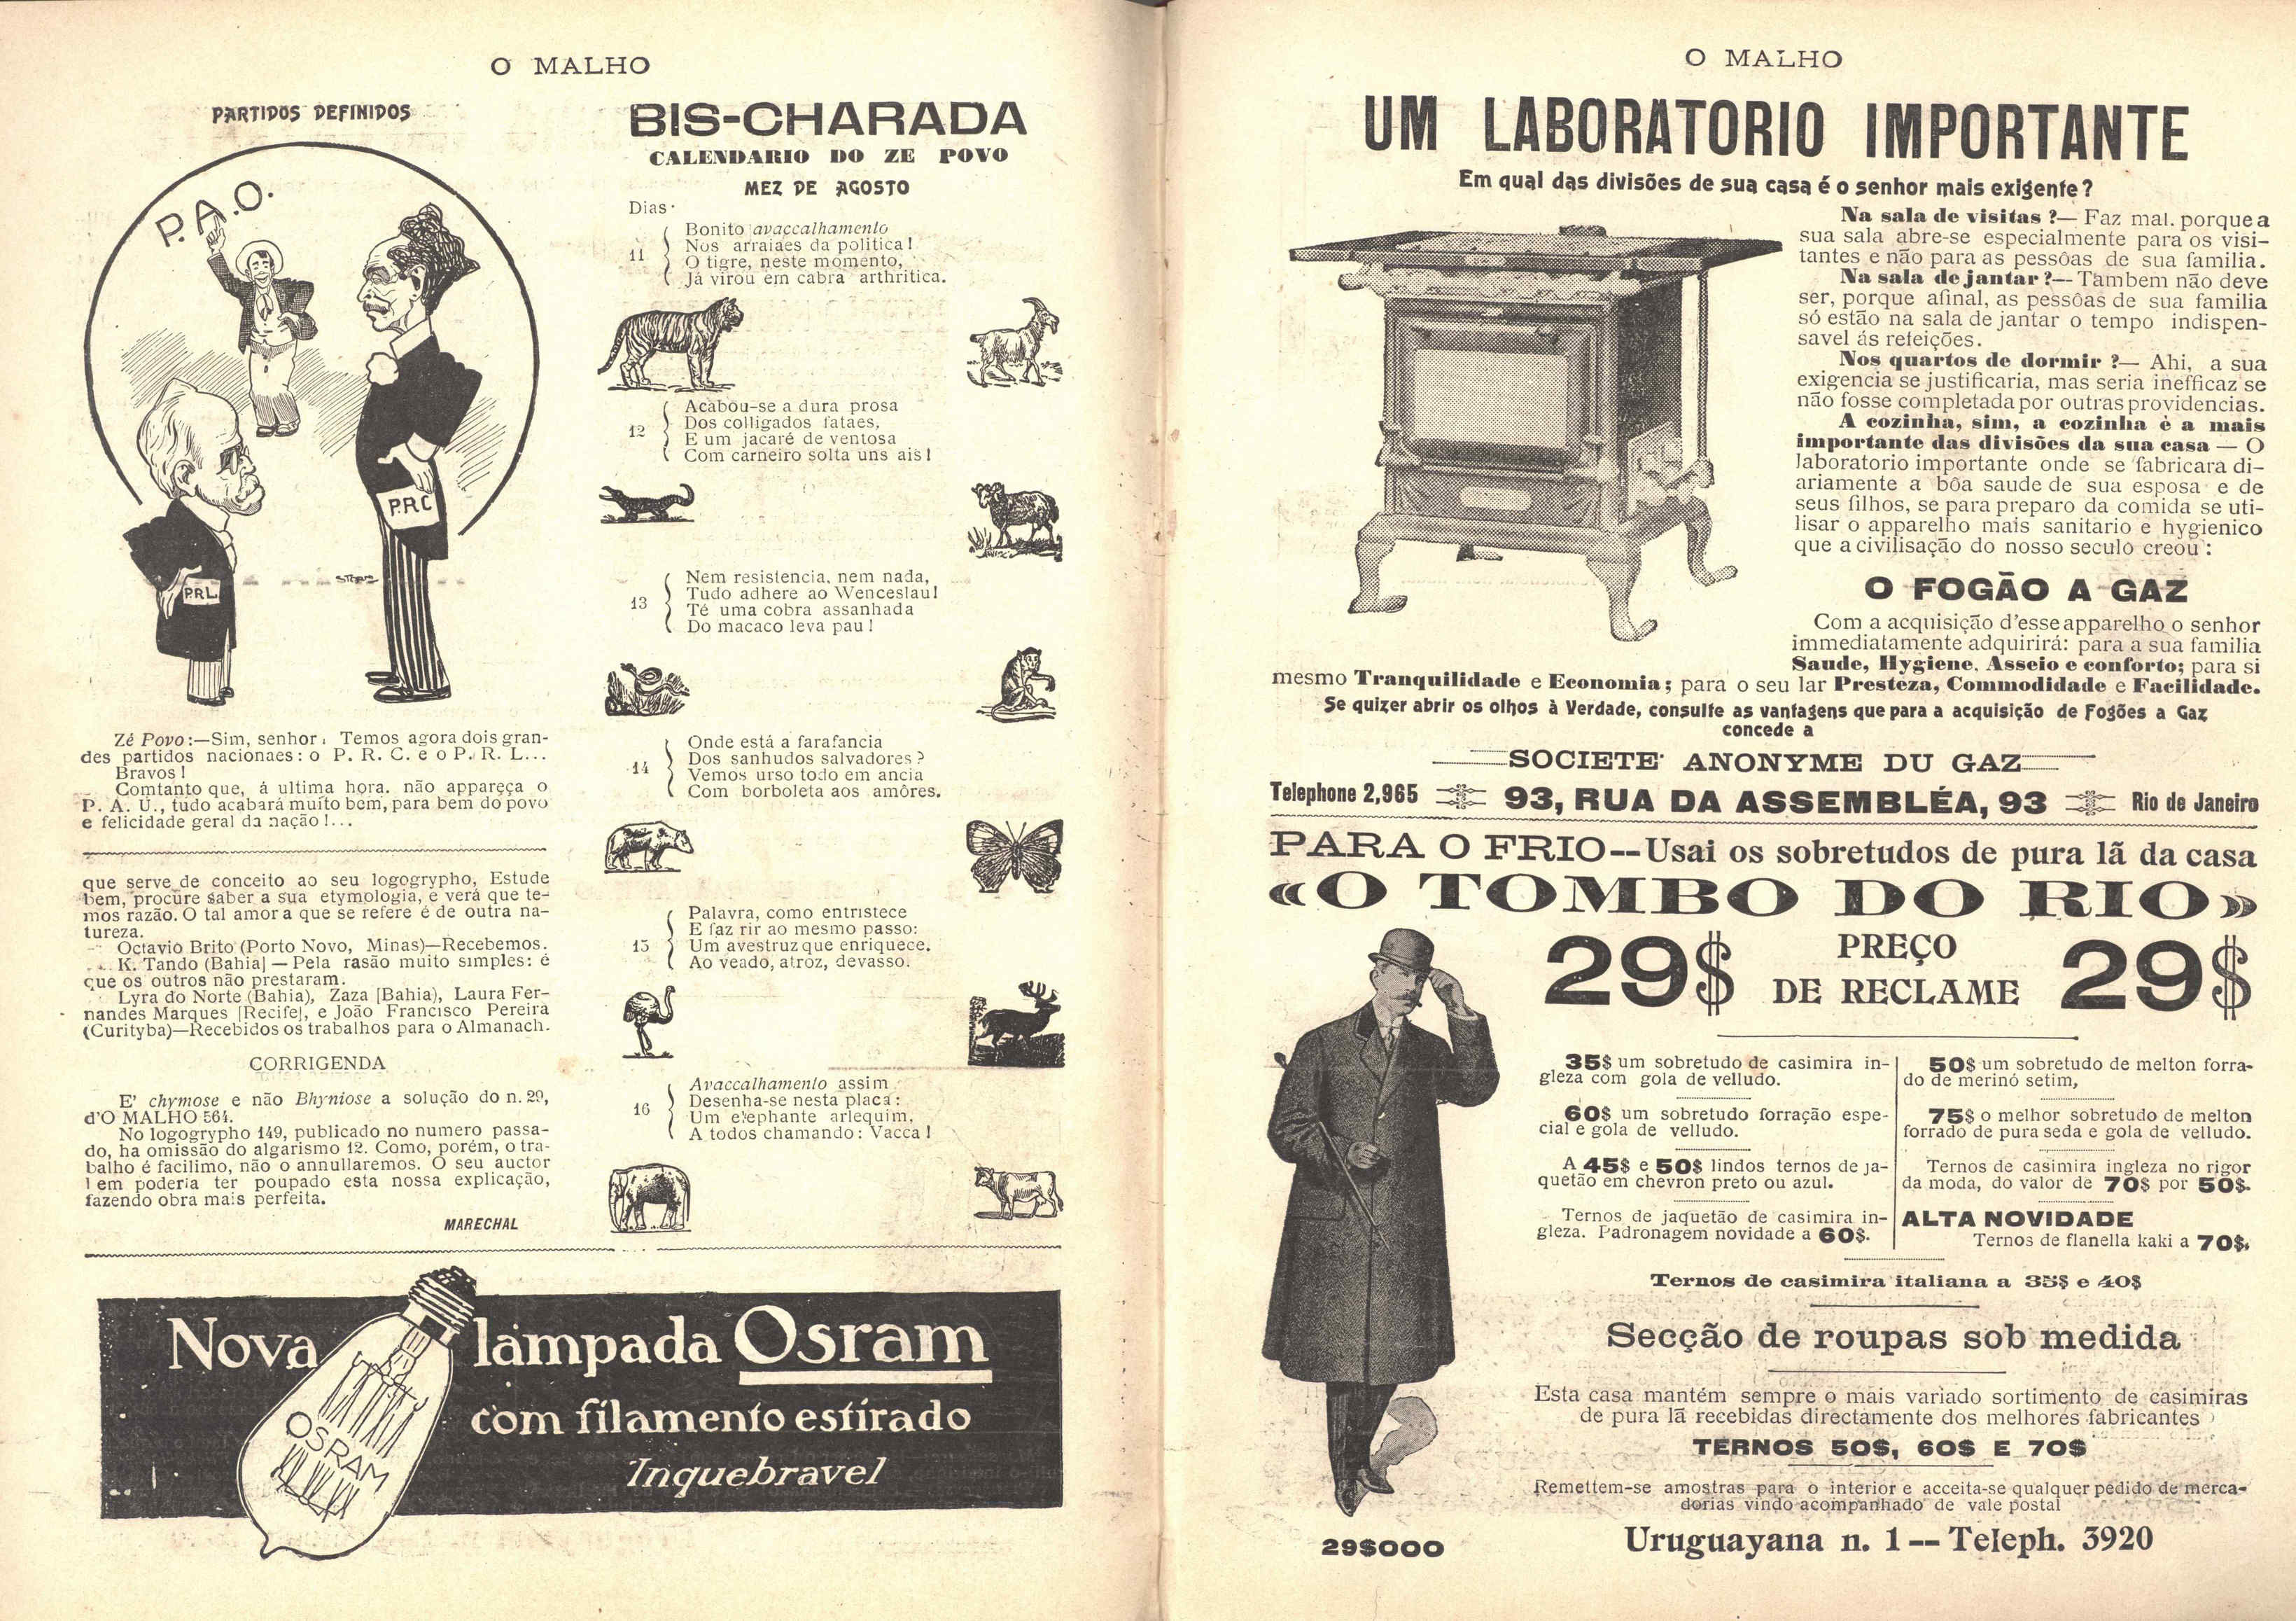 O MALHO
PARTIDOS DEFINIDOS
P.A.O.
P.R.C
P.R.L.
Zé Povo:—Sim, senhor. Temos agora dois gran-
des partidos nacionaes: o P. R. C. e o P. R. L...
Bravos!
Comtanto que, á ultima hora. não appareça o
P. A. U., tudo acabará muito bem, para bem do povo
e felicidade geral da nação!...
que serve de conceito ao seu logogrypho, Estude
bem, procure saber a sua etymologia, e verá que te-
mos razão. O tal amor a que se refere é de outra na-
tureza.
Octavio Brito (Porto Novo, Minas)—Recebemos.
K. Tando (Bahia] — Pela rasão muito simples: é
que os outros não prestaram.
Lyra do Norte (Bahia), Zaza [Bahia), Laura Fer-
nandes Marques [Recife], e João Francisco Pereira
(Curityba)—Recebidos os trabalhos para o Almanach.
CORRIGENDA
E' chymose e não Bhyniose a solução do n. 29,
d'O MALHO 564.
No logogrypho 149, publicado no numero passa-
do, ha omissão do algarismo 12. Como, porém, o tra-
balho é facilimo, não o annullaremos. O seu auctor
em poderia ter poupado esta nossa explicação,
fazendo obra mais perfeita.
MARECHAL
BIS-CHARADA
CALENDARIO DO ZE POVO
MEZ DE AGOSTO
Dias
11
Bonito avaccalhamento
Nos arraiaes da politica!
O tigre, neste momento,
Já virou em cabra arthritica.
12
Acabou-se a dura prosa
Dos colligados fataes,
E um jacaré de ventosa
Com carneiro solta uns ais!
13
Nem resistencia, nem nada,
Tudo adhere ao Wenceslau!
Té uma cobra assanhada
Do macaco leva pau!
14
Onde está a farafancia
Dos sanhudos salvadores?
Vemos urso todo em ancia
Com borboleta aos amôres.
15
Palavra, como entristece
E faz rir ao mesmo passo:
Um avestruz que enriquece.
Ao veado, atroz, devasso.
16
Avaccalhamento assim
Desenha-se nesta placa:
Um elephante arlequim,
A todos chamando: Vacca!
Nova lampada Osram
com filamento estirado
Inquebravel
OSRAM
O MALHO
UM LABORATORIO IMPORTANTE
Em qual das divisões de sua casa é o senhor mais exigente?
Na sala de visitas?— Faz mal. porque a
sua sala abre-se especialmente para os visi-
tantes e não para as pessôas de sua familia.
Na sala de jantar?— Tambem não deve
ser, porque afinal, as pessôas de sua familia
só estão na sala de jantar o tempo indispen-
savel ás refeições.
Nos quartos de dormir?— Ahi, a sua
exigencia se justificaria, mas seria inefficaz se
não fosse completada por outras providencias.
A cozinha, sim, a cozinha é a mais
importante das divisões da sua casa — O
laboratorio importante onde se fabricara di-
ariamente a bôa saude de sua esposa e de
seus filhos, se para preparo da comida se uti-
lisar o apparelho mais sanitario e hygienico
que a civilisação do nosso seculo creou:
O FOGÃO A GAZ
Com a acquisição d'esse apparelho o senhor
immediatamente adquirirá: para a sua familia
Saude, Hygiene, Asseio e conforto; para si
mesmo Tranquilidade e Economia; para o seu lar Presteza, Commodidade e Facilidade.
Se quizer abrir os olhos à Verdade, consulte as vantagens que para a acquisição de Fogões a Gaz
concede a
SOCIETE ANONYME DU GAZ
Telephone 2,965 93, RUA DA ASSEMBLÉA, 93 Rio de Janeiro
PARA O FRIO--Usai os sobretudos de pura lã da casa
«O TOMBO DO RIO»
29$ PREÇO DE RECLAME 29$
35$ um sobretudo de casimira in-
gleza com gola de velludo.
60$ um sobretudo forração espe-
cial e gola de velludo.
A 45$ e 50$ lindos ternos de ja-
quetão em chevron preto ou azul.
Ternos de jaquetão de casimira in-
gleza. Padronagem novidade a 60$.
50$ um sobretudo de melton forra-
do de merinó setim,
75$ o melhor sobretudo de melton
forrado de pura seda e gola de velludo.
Ternos de casimira ingleza no rigor
da moda, do valor de 70$ por 50$.
ALTA NOVIDADE
Ternos de flanella kaki a 70$.
Ternos de casimira italiana a 35$ e 40$
Secção de roupas sob medida
Esta casa mantém sempre o mais variado sortimento de casimiras
de pura lã recebidas directamente dos melhores fabricantes
TERNOS 50$, 60$ E 70$
Remettem-se amostras para o interior e acceita-se qualquer pedido de merca-
dorias vindo acompanhado de vale postal
29$000
Uruguayana n. 1 -- Teleph. 3920